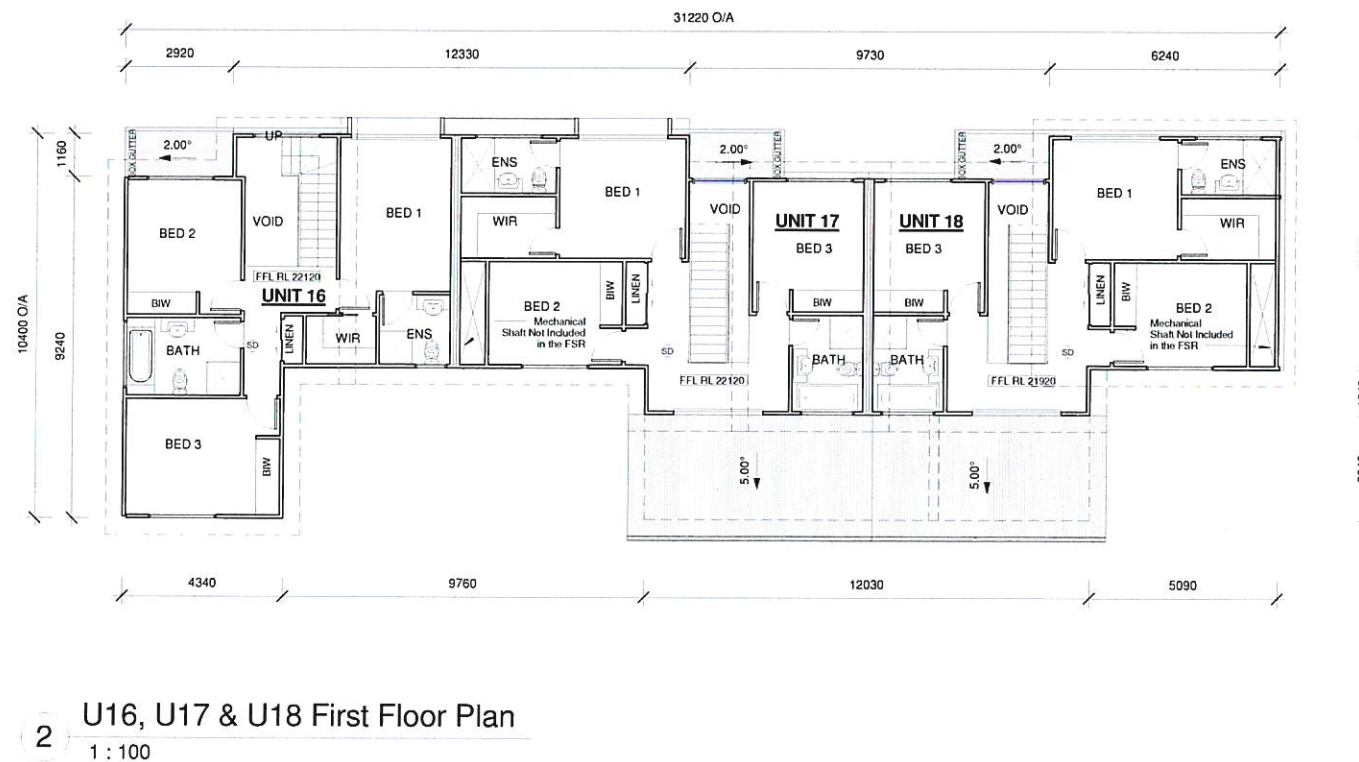 31220 O/A
2920
12330
9730
6240
10400 O/A
1160
9240
BOX GUTTER
2.00°
UP
BED 2
VOID
BED 1
FFL RL 22120
UNIT 16
BIW
BATH
SD
LINEN
WIR
ENS
BED 3
BIW
ENS
WIR
BED 1
BED 2
Mechanical
Shaft Not Included
in the FSR
BIW
LINEN
SD
2.00°
BOX GUTTER
VOID
UNIT 17
BED 3
BIW
BATH
FFL RL 22120
5.00°
BOX GUTTER
2.00°
UNIT 18
BED 3
VOID
BIW
BATH
FFL RL 21920
5.00°
BED 1
ENS
WIR
LINEN
BIW
BED 2
Mechanical
Shaft Not Included
in the FSR
SD
4340
9760
12030
5090
2
U16, U17 & U18 First Floor Plan
1 : 100